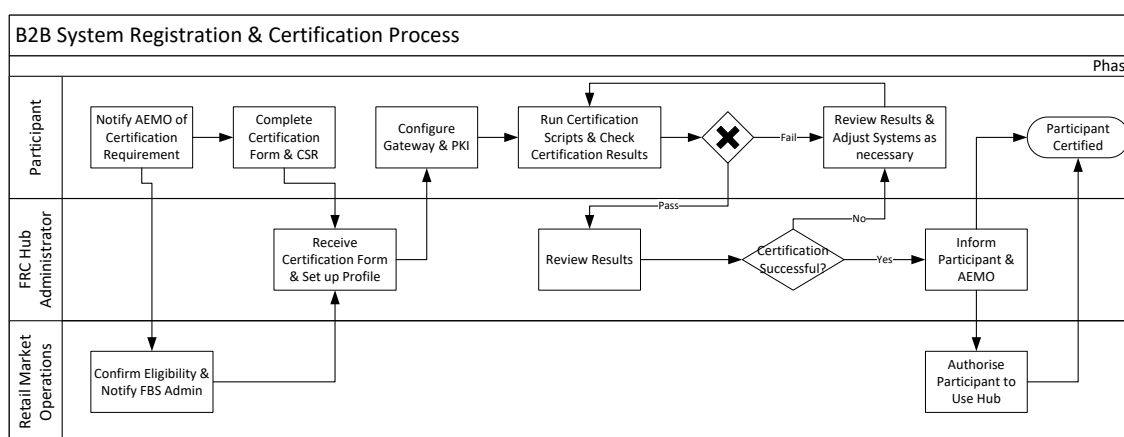 B2B System Registration & Certification Process
Phas
Participant
Notify AEMO of
Certification
Requirement
Complete
Certification
Form & CSR
Configure
Gateway & PKI
Run Certification
Scripts & Check
Certification Results
Fail
Review Results &
Adjust Systems as
necessary
Participant
Certified
Pass
No
FRC Hub
Administrator
Receive
Certification Form
& Set up Profile
Review Results
Certification
Successful?
Yes
Inform
Participant &
AEMO
Retail Market
Operations
Confirm Eligibility &
Notify FBS Admin
Authorise
Participant to
Use Hub